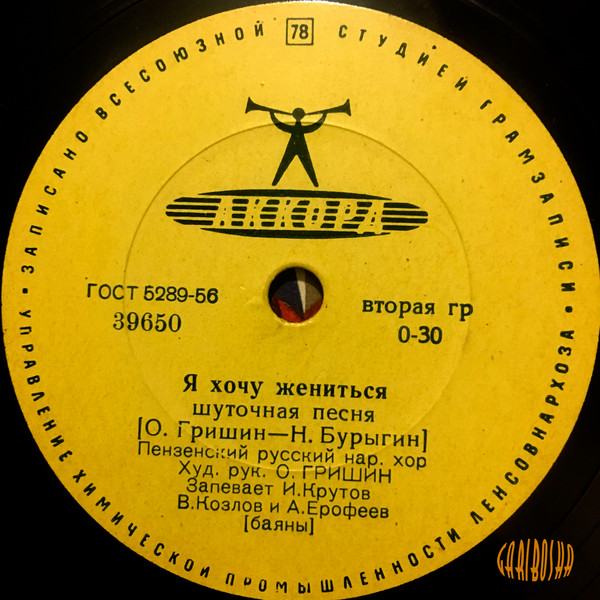 ЗАПИСАНО ВСЕСОЮЗНОЙ 78 СТУДИЕЙ ГРАМЗАПИСИ
АККОРД
ГОСТ 5289-56
39650
вторая гр
0-30
Я хочу жениться
шуточная песня
[О. Гришин—Н. Бурыгин]
Пензенский русский нар. хор
Худ. рук. О. ГРИШИН
Запевает И.Крутов
В.Козлов и А.Ерофеев
[баяны]
УПРАВЛЕНИЕ ХИМИЧЕСКОЙ ПРОМЫШЛЕННОСТИ ЛЕНСОВНАРХОЗА
GARIBOSHA